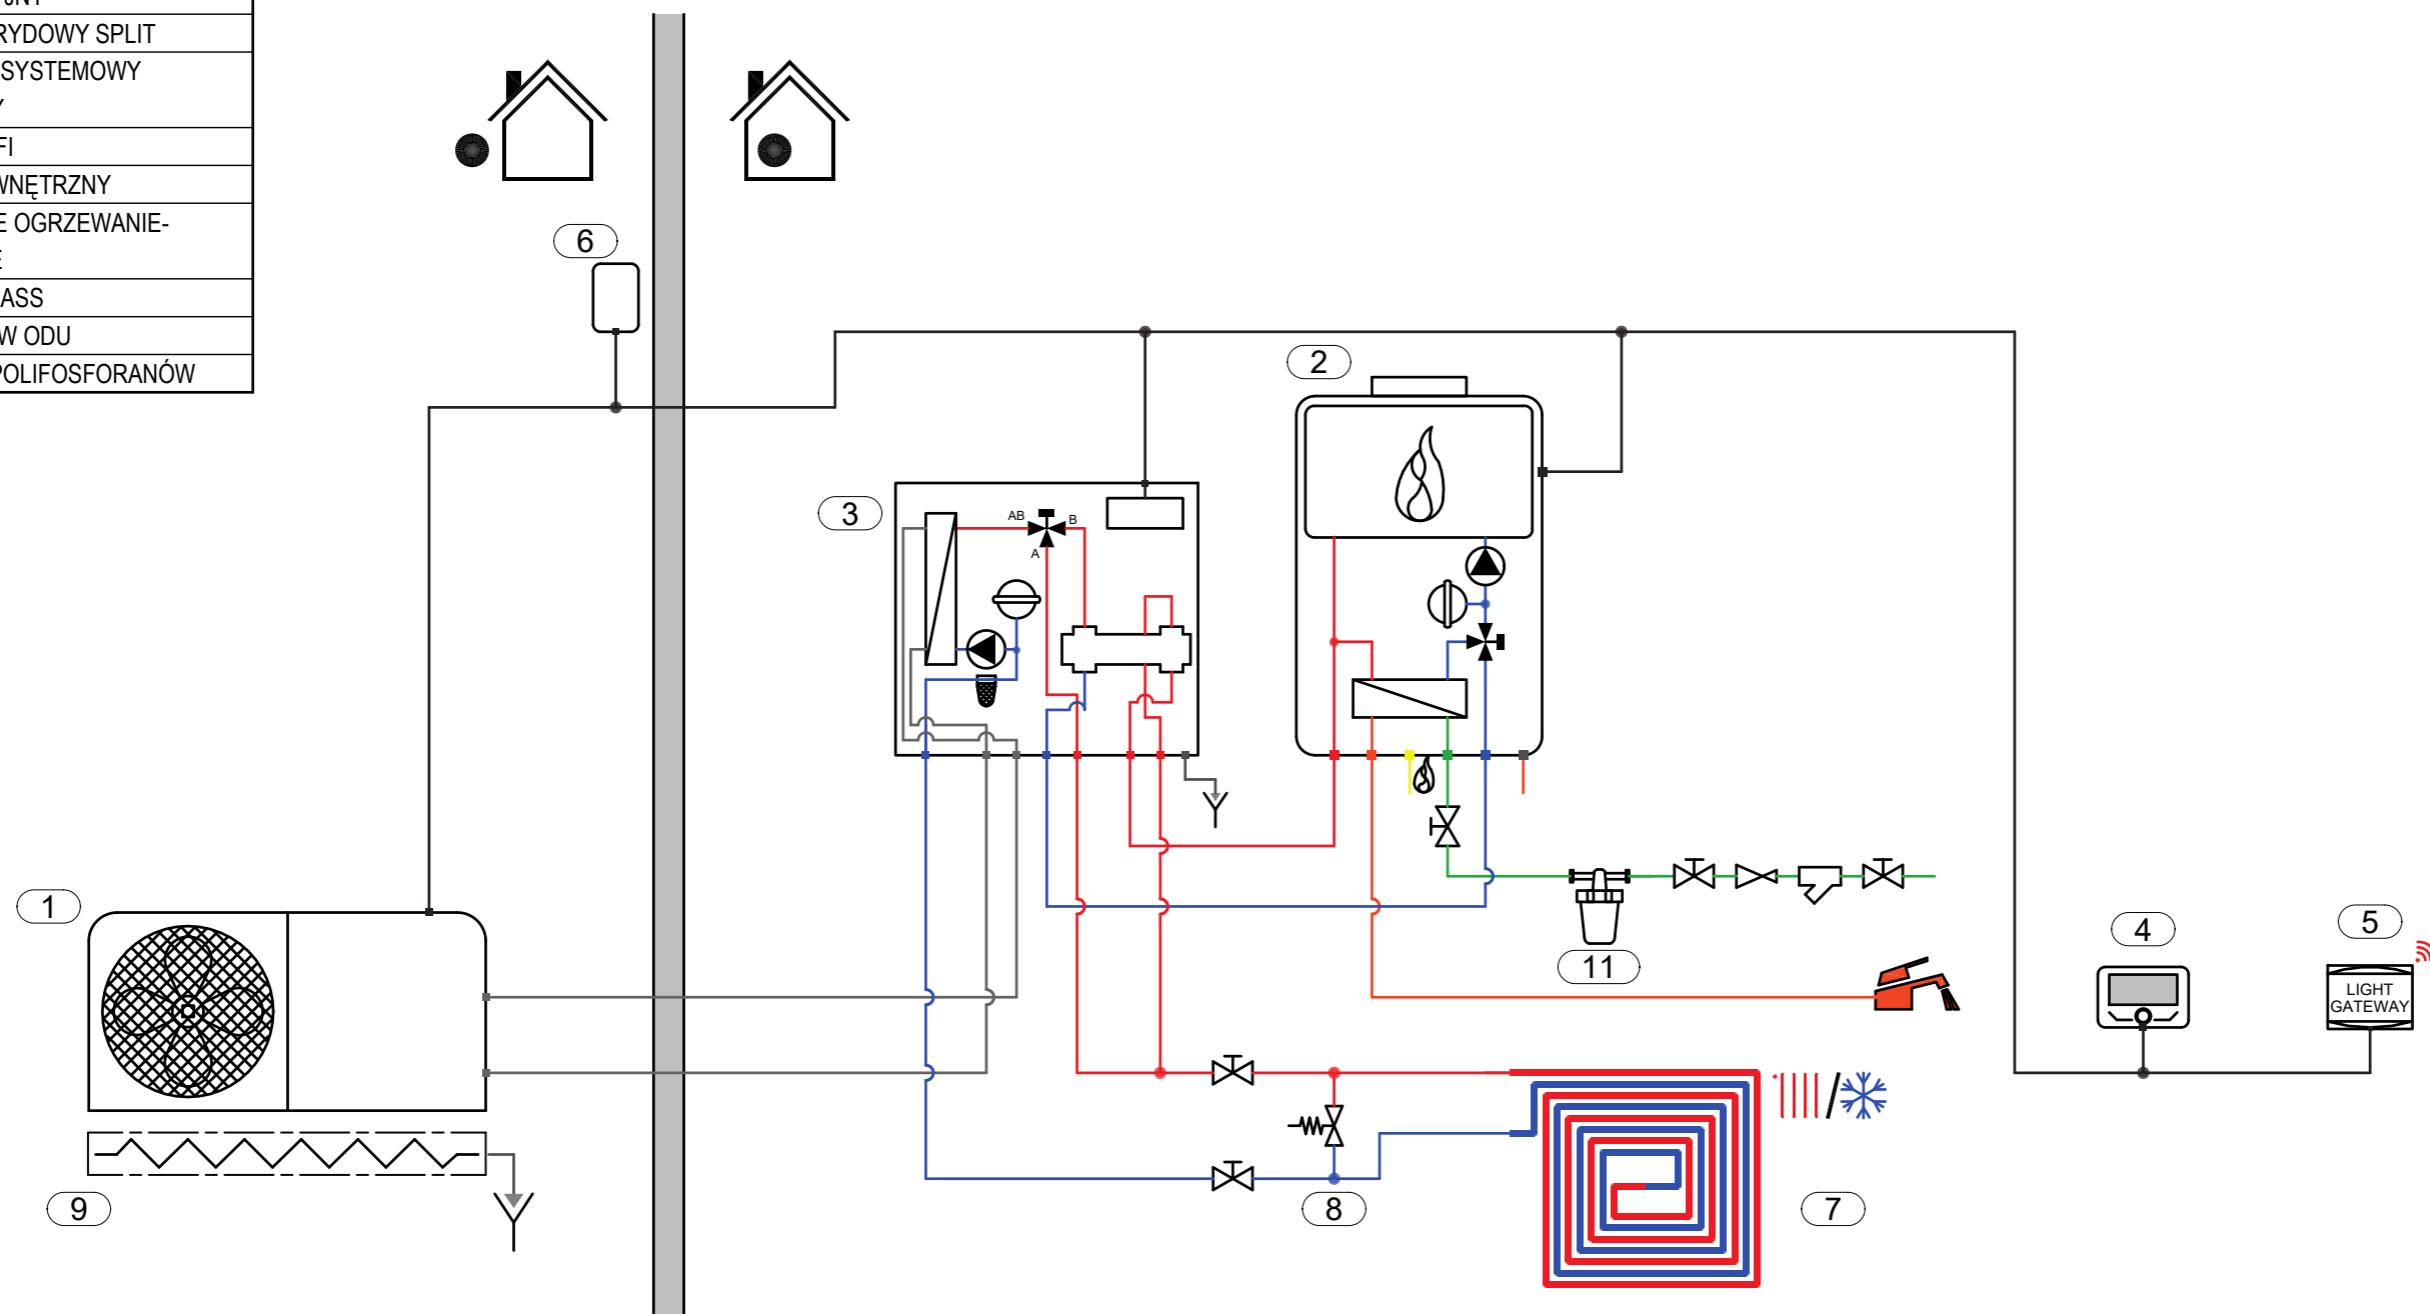 RYDOWY SPLIT
SYSTEMOWY
Y
FI
WNĘTRZNY
E OGRZEWANIE-
E
ASS
W ODU
POLIFOSFORANÓW
6
2
3
AB
B
A
1
11
4
5
LIGHT
GATEWAY
9
8
7